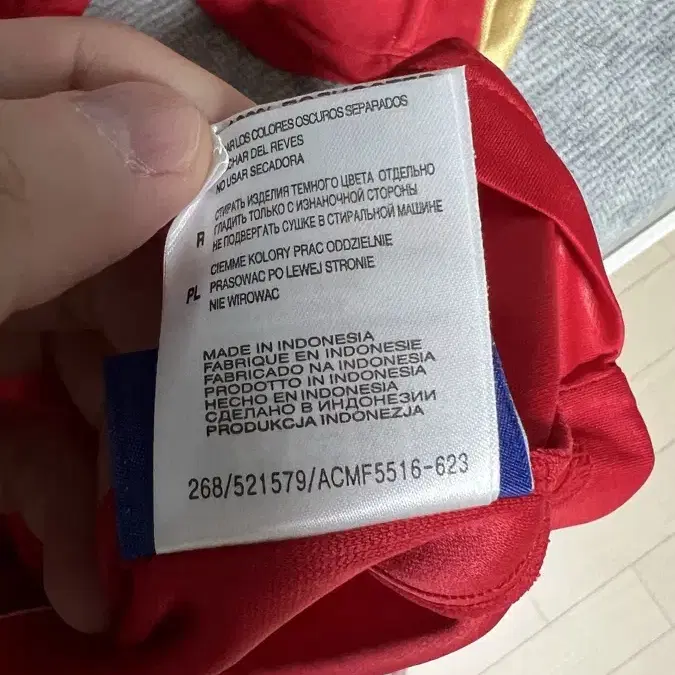 LOS COLORES OSCUROS SEPARADOS
DEL REVES
NO USAR SECADORA
R
СТИРАТЬ ИЗДЕЛИЯ ТЕМНОГО ЦВЕТА ОТДЕЛЬНО
ГЛАДИТЬ ТОЛЬКО С ИЗНАНОЧНОЙ СТОРОНЫ
НЕ ПОДВЕРГАТЬ СУШКЕ В СТИРАЛЬНОЙ МАШИНЕ
PL
CIEMME KOLORY PRAC ODDZIELNIE
PRASOWAC PO LEWEJ STRONIE
NIE WIROWAC
MADE IN INDONESIA
FABRIQUE EN INDONESIE
FABRICADO NA INDONESIA
PRODOTTO IN INDONESIA
HECHO EN INDONESIA
СДЕЛАНО В ИНДОНЕЗИИ
PRODUKCJA INDONEZJA
268/521579/ACMF5516-623